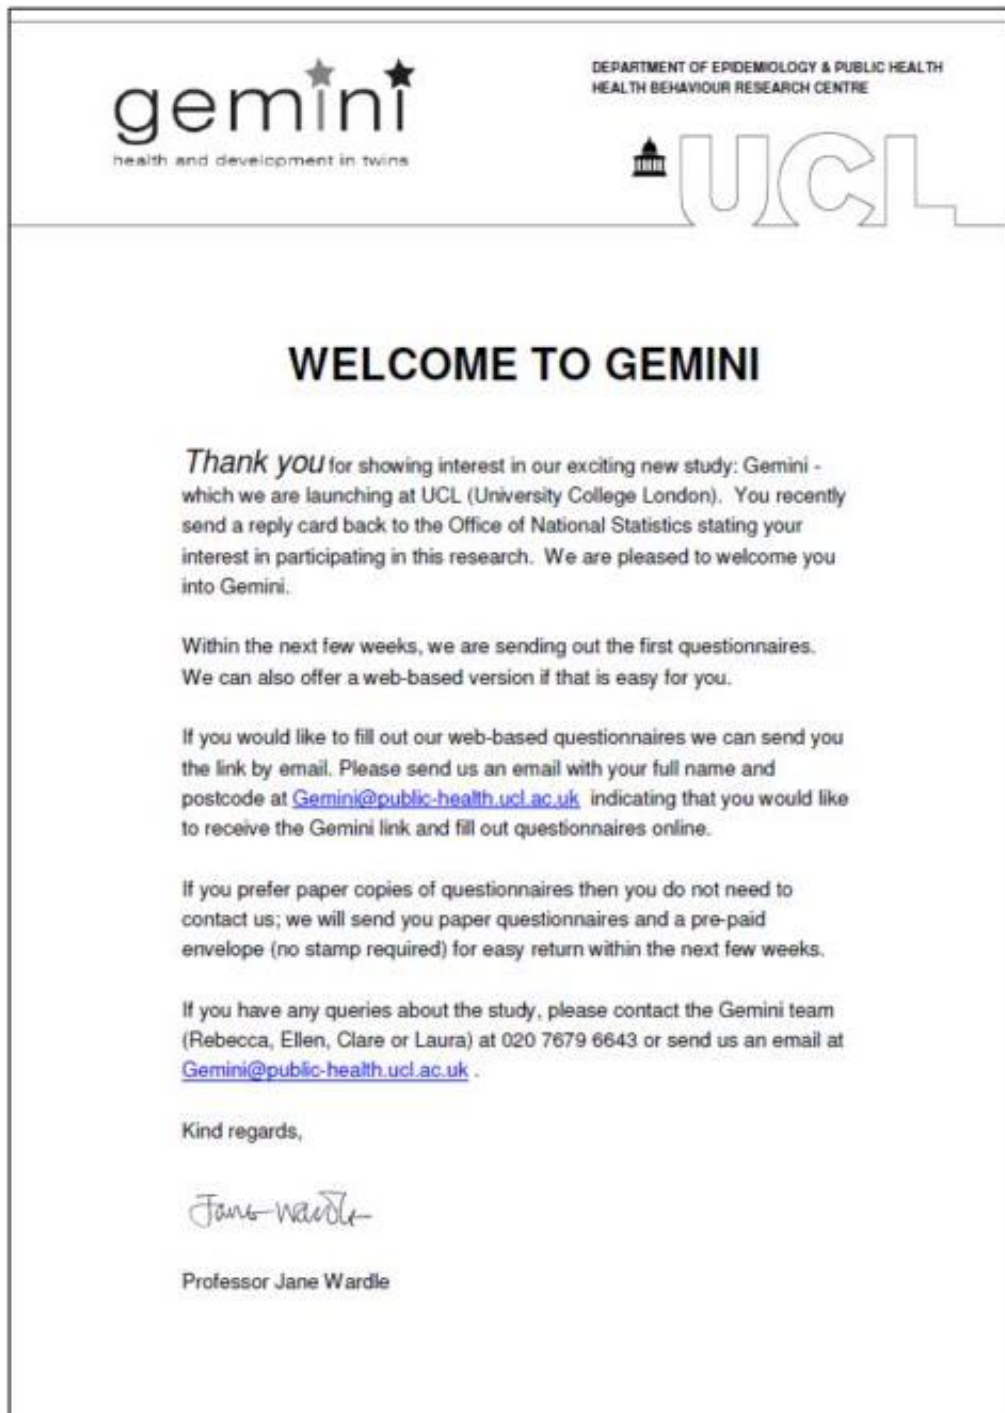 gemini
health and development in twins
DEPARTMENT OF EPIDEMIOLOGY & PUBLIC HEALTH
HEALTH BEHAVIOUR RESEARCH CENTRE
UCL
WELCOME TO GEMINI
Thank you for showing interest in our exciting new study: Gemini -
which we are launching at UCL (University College London).  You recently
send a reply card back to the Office of National Statistics stating your
interest in participating in this research.  We are pleased to welcome you
into Gemini.
Within the next few weeks, we are sending out the first questionnaires.
We can also offer a web-based version if that is easy for you.
If you would like to fill out our web-based questionnaires we can send you
the link by email. Please send us an email with your full name and
postcode at Gemini@public-health.ucl.ac.uk  indicating that you would like
to receive the Gemini link and fill out questionnaires online.
If you prefer paper copies of questionnaires then you do not need to
contact us; we will send you paper questionnaires and a pre-paid
envelope (no stamp required) for easy return within the next few weeks.
If you have any queries about the study, please contact the Gemini team
(Rebecca, Ellen, Clare or Laura) at 020 7679 6643 or send us an email at
Gemini@public-health.ucl.ac.uk .
Kind regards,
Jane Wardle
Professor Jane Wardle